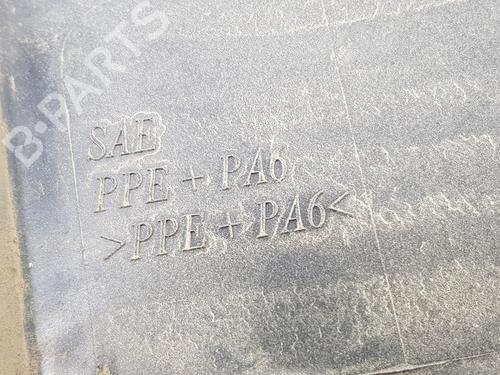 B-PARTS
SAE
PPE + PA6
>PPE + PA6<